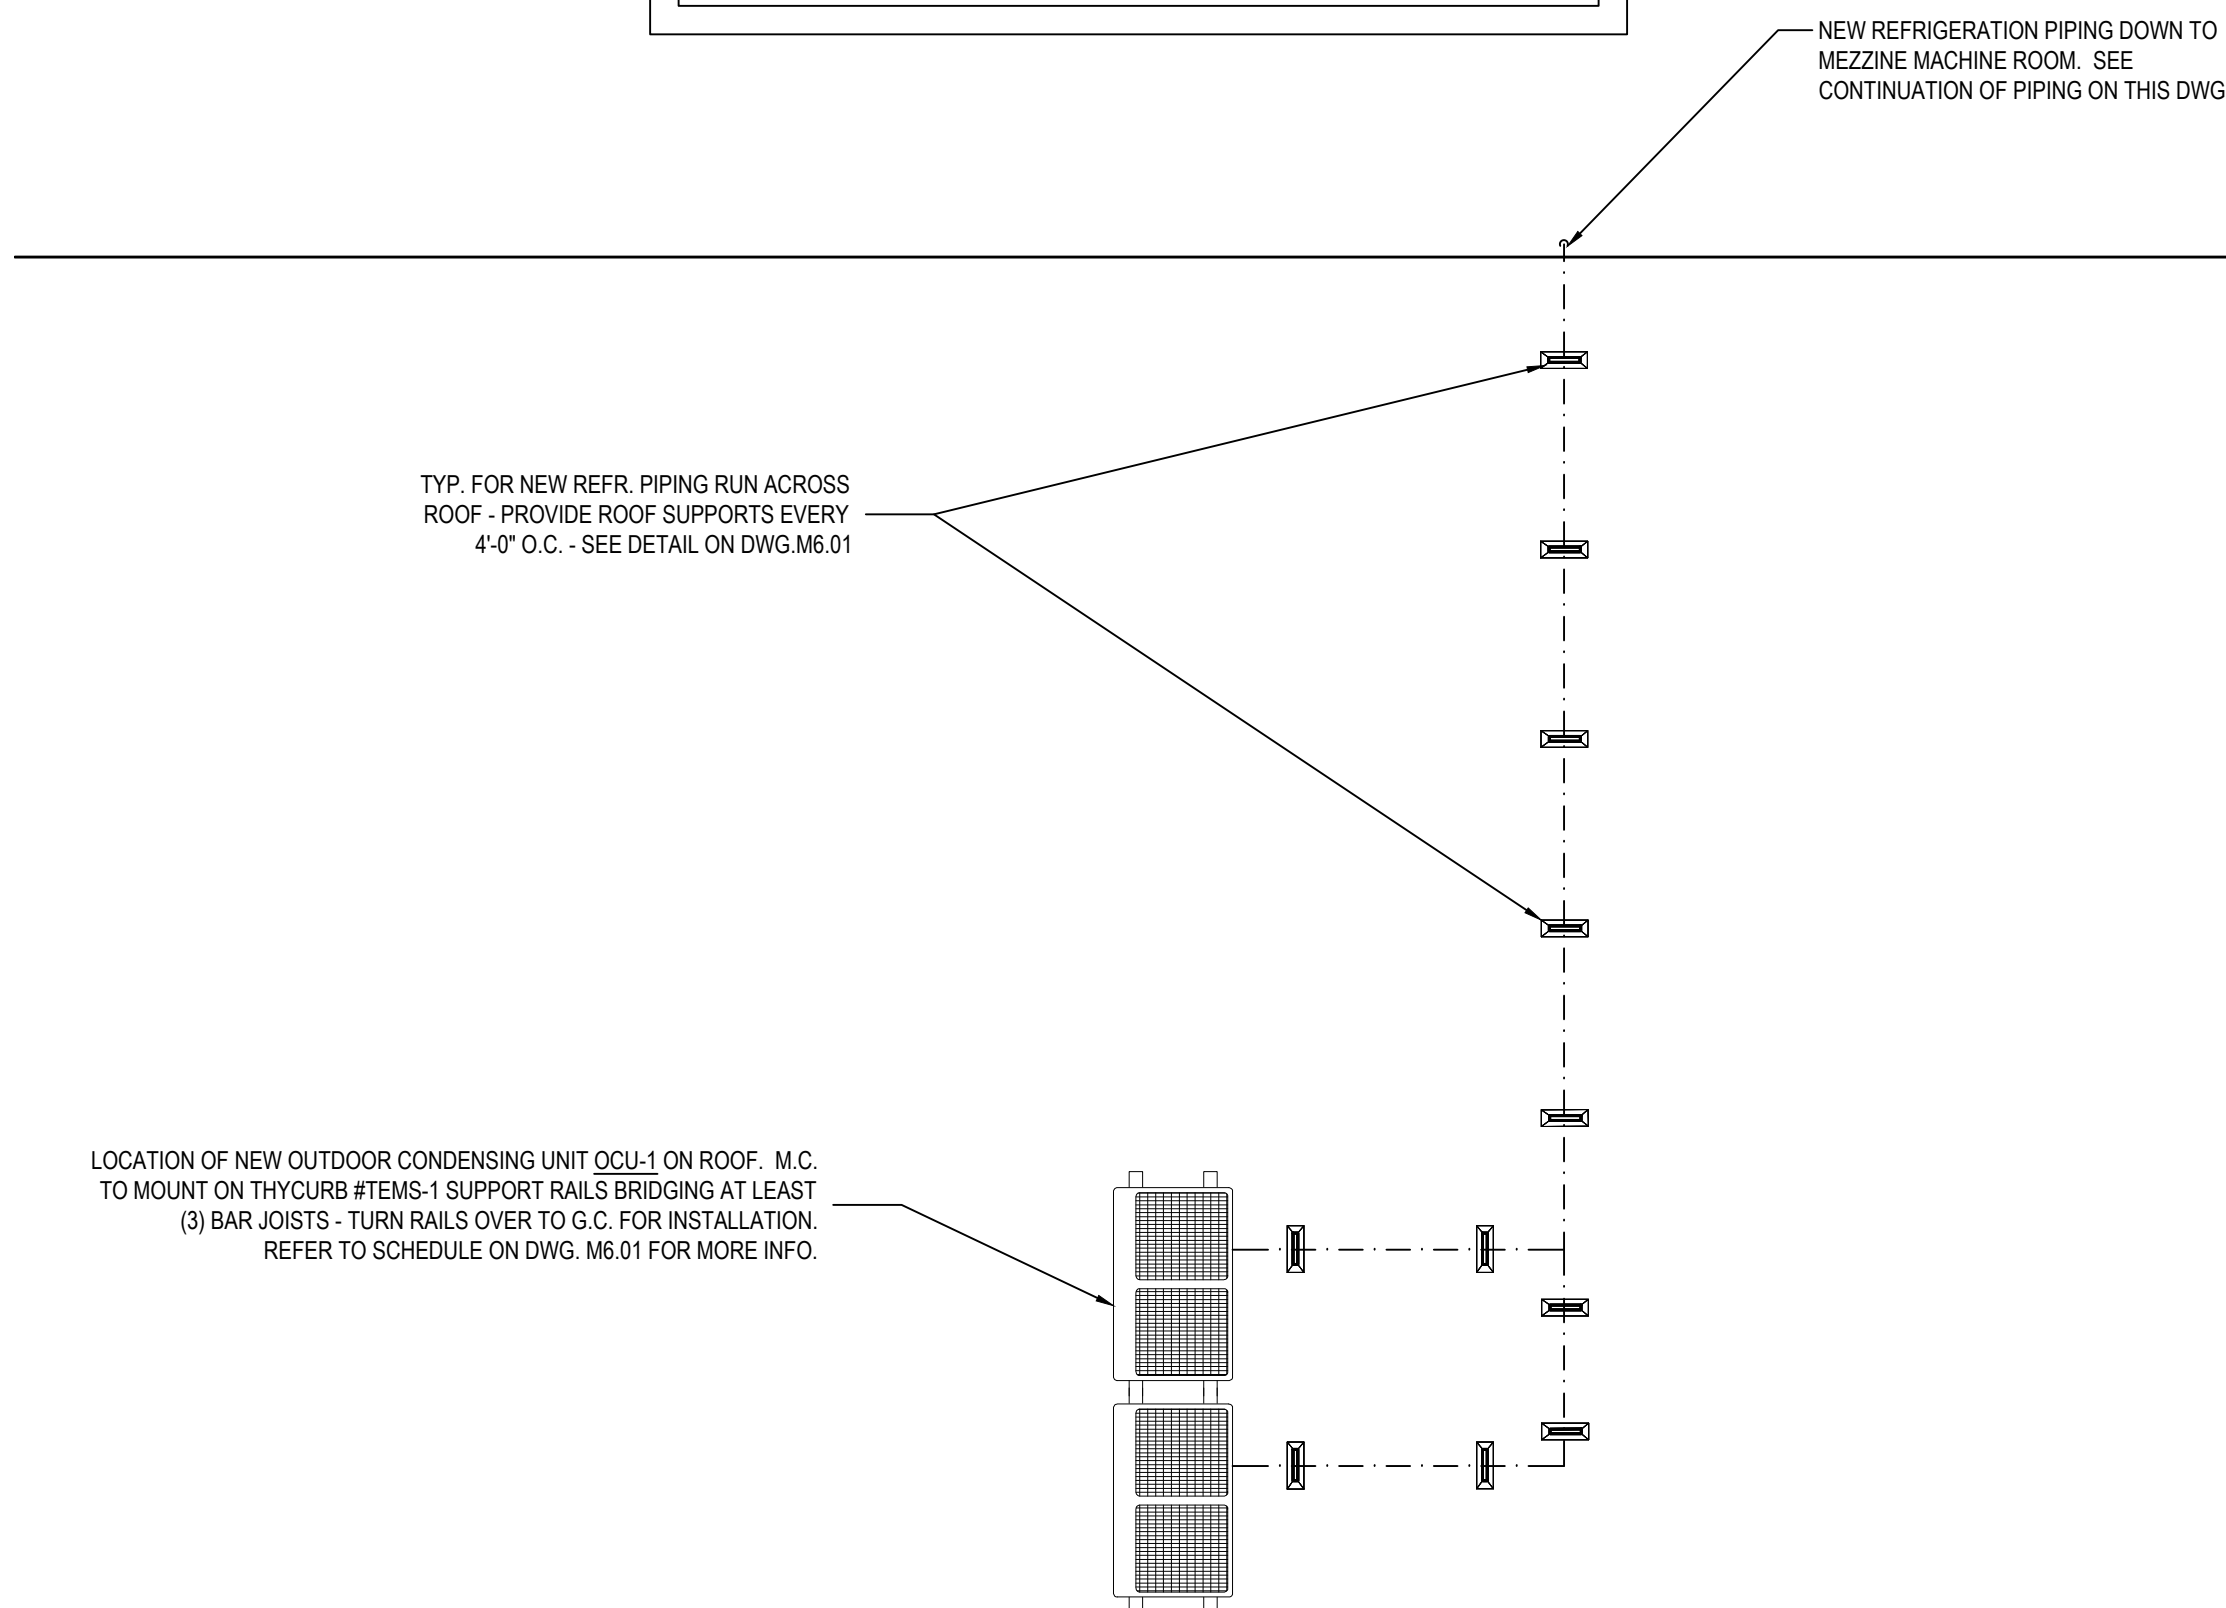 NEW REFRIGERATION PIPING DOWN TO
MEZZINE MACHINE ROOM. SEE
CONTINUATION OF PIPING ON THIS DWG
TYP. FOR NEW REFR. PIPING RUN ACROSS
ROOF - PROVIDE ROOF SUPPORTS EVERY
4'-0" O.C. - SEE DETAIL ON DWG.M6.01
LOCATION OF NEW OUTDOOR CONDENSING UNIT OCU-1 ON ROOF. M.C.
TO MOUNT ON THYCURB #TEMS-1 SUPPORT RAILS BRIDGING AT LEAST
(3) BAR JOISTS - TURN RAILS OVER TO G.C. FOR INSTALLATION.
REFER TO SCHEDULE ON DWG. M6.01 FOR MORE INFO.